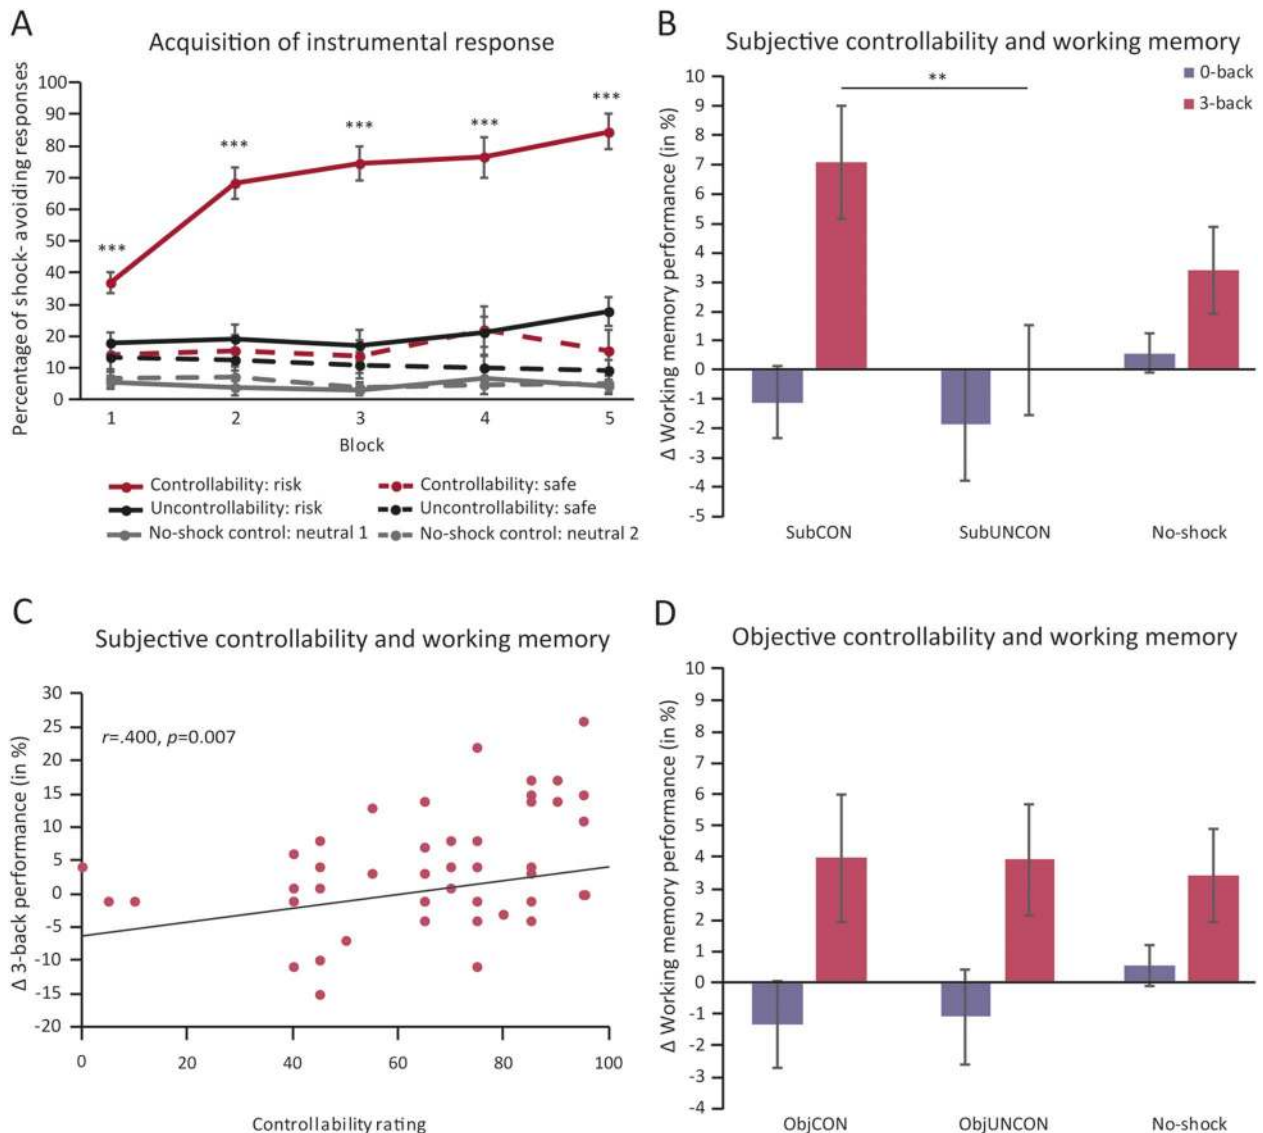 A
Acquisition of instrumental response
Percentage of shock- avoiding responses
100
90
80
70
60
50
40
30
20
10
0
***
***
***
***
***
1 2 3 4 5
Block
Controllability: risk
Controllability: safe
Uncontrollability: risk
Uncontrollability: safe
No-shock control: neutral 1
No-shock control: neutral 2
B
Subjective controllability and working memory
0-back
3-back
**
Δ Working memory performance (in %)
10
9
8
7
6
5
4
3
2
1
0
-1
-2
-3
-4
-5
SubCON SubUNCON No-shock
C
Subjective controllability and working memory
r=.400, p=0.007
Δ 3-back performance (in %)
30
25
20
15
10
5
0
-5
-10
-15
-20
0 20 40 60 80 100
Controllability rating
D
Objective controllability and working memory
Δ Working memory performance (in %)
10
9
8
7
6
5
4
3
2
1
0
-1
-2
-3
-4
ObjCON ObjUNCON No-shock